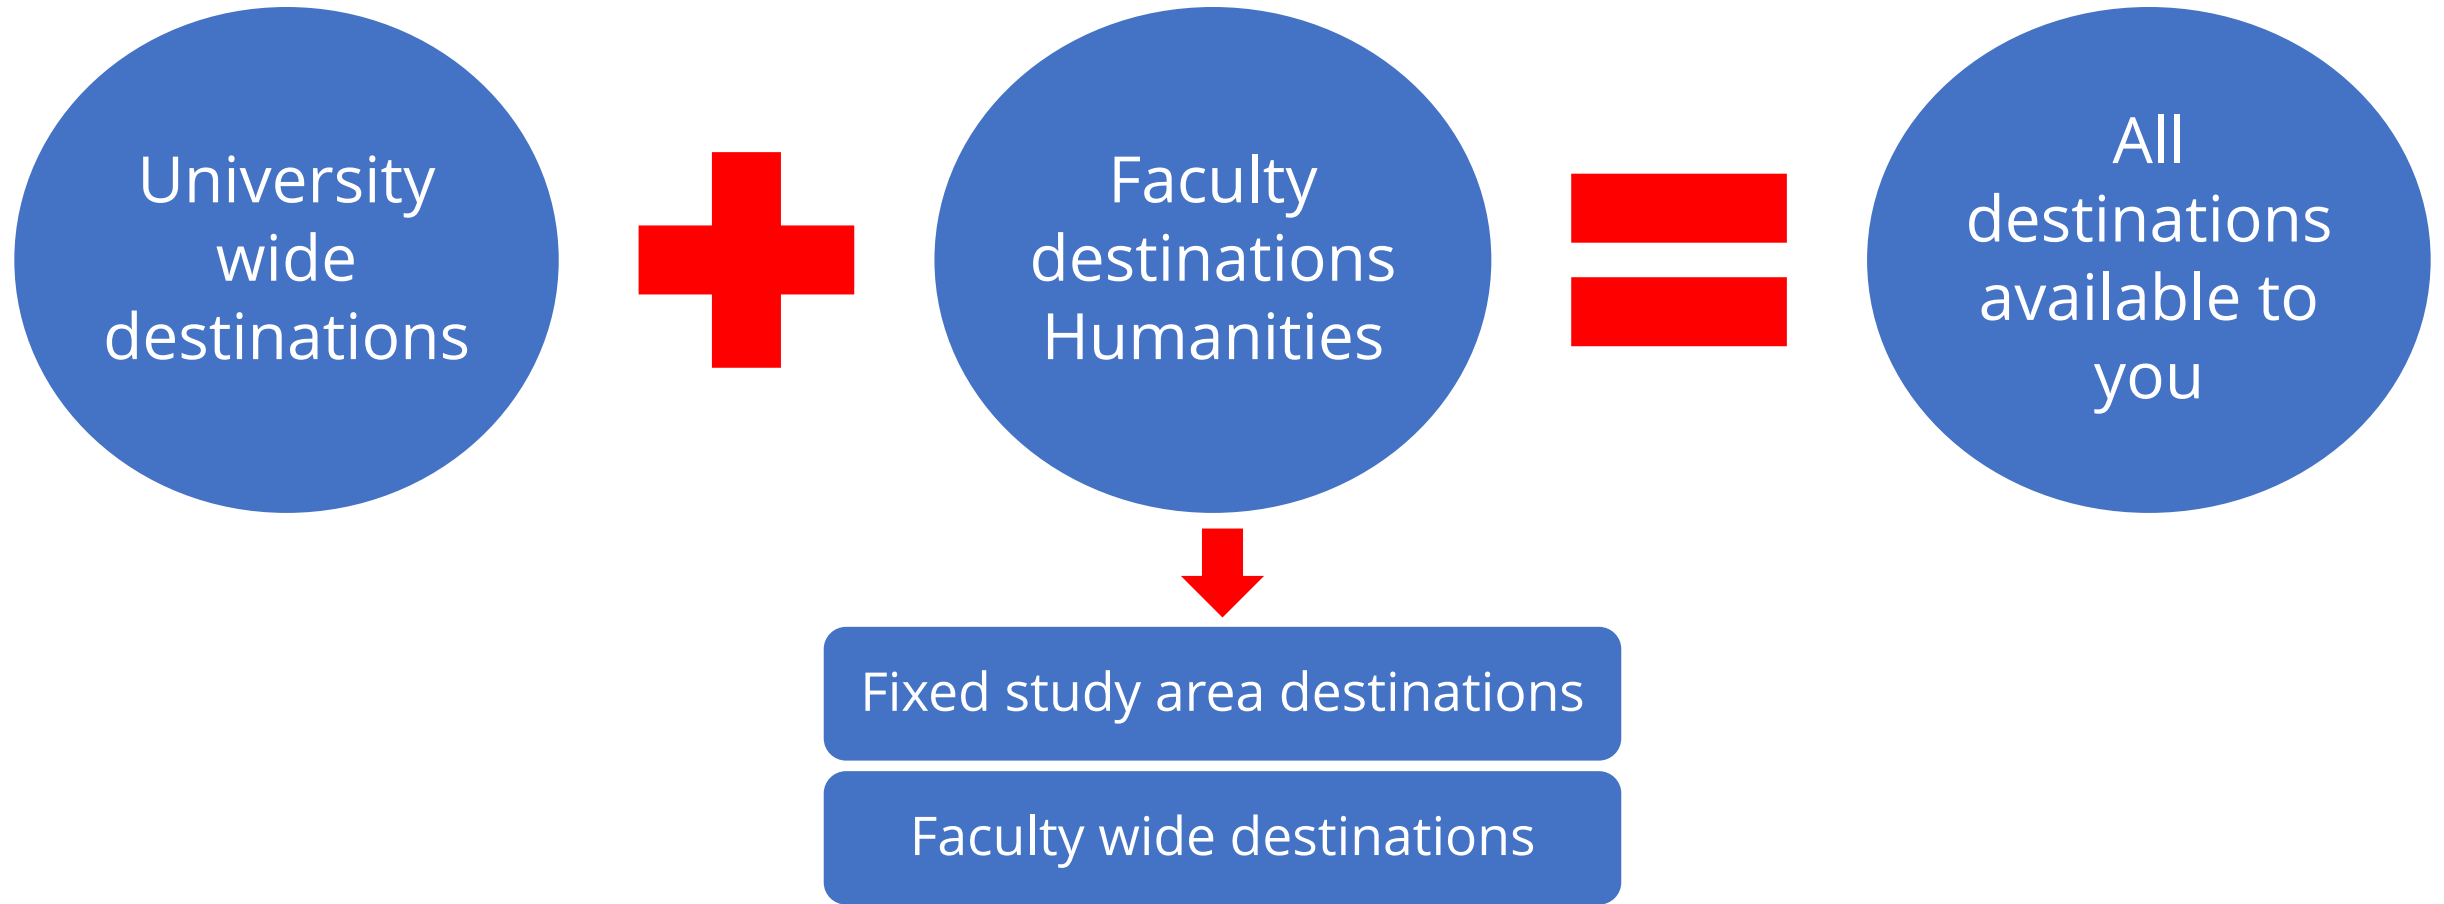 University
wide
destinations
Faculty
destinations
Humanities
All
destinations
available to
you
Fixed study area destinations
Faculty wide destinations